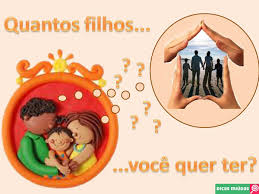 Quantos filhos...
? ? ? ? ? ?
...você quer ter?